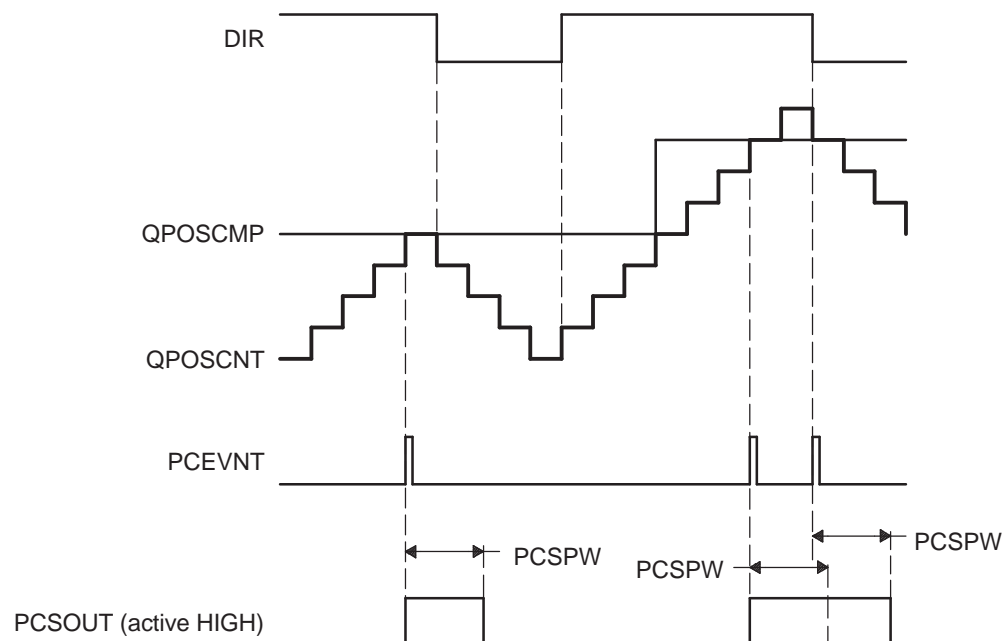 DIR
QPOSCMP
QPOSCNT
PCEVNT
PCSPW
PCSPW
PCSPW
PCSOUT (active HIGH)